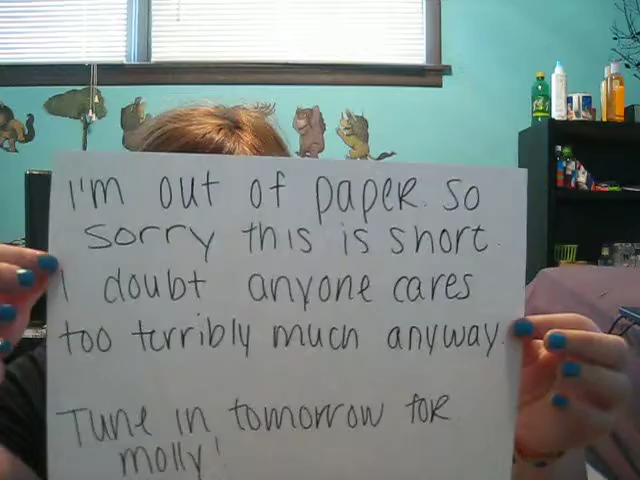 I'm out of paper. So
sorry this is short.
I doubt anyone cares
too terribly much anyway.
Tune in tomorrow for
molly!